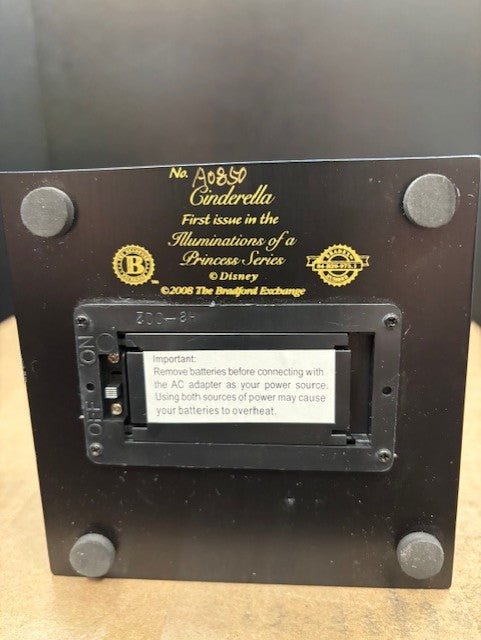 No. A0850
Cinderella
First issue in the
Illuminations of a
Princess Series
© Disney
©2008 The Bradford Exchange
B
TM
ON
OFF
Important:
Remove batteries before connecting with
the AC adapter as your power source.
Using both sources of power may cause
your batteries to overheat.